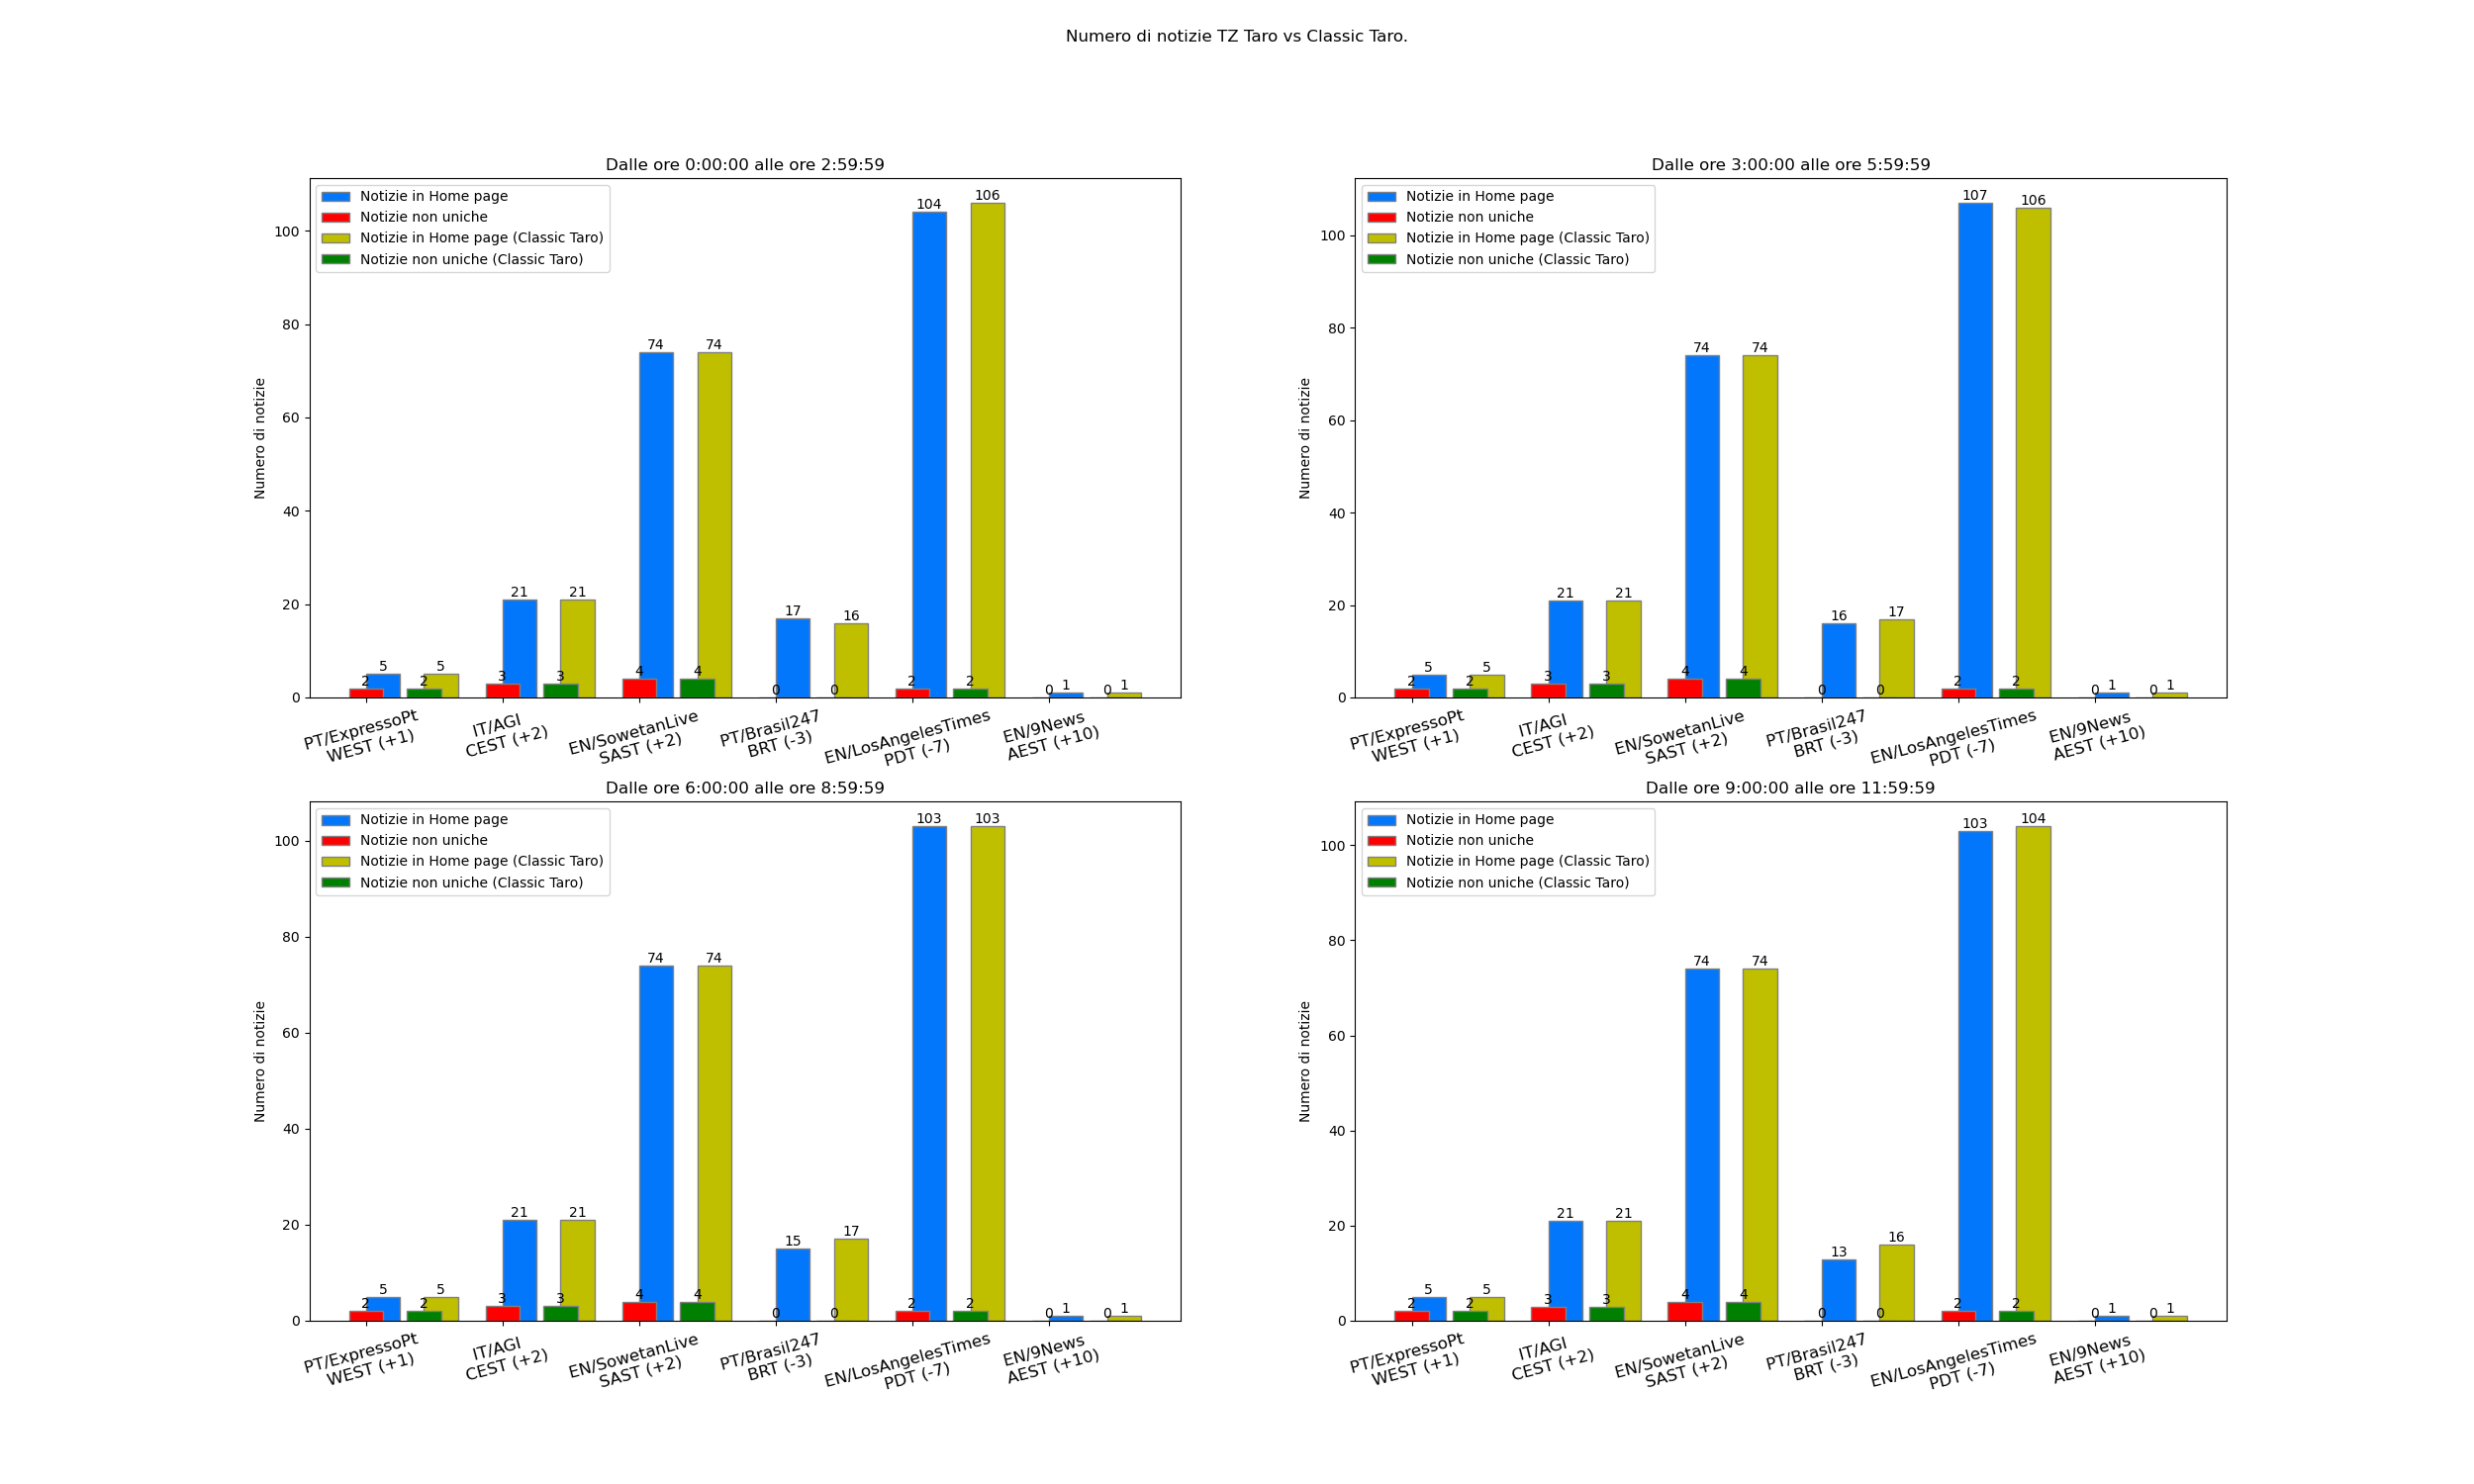 Numero di notizie TZ Taro vs Classic Taro.
Dalle ore 0:00:00 alle ore 2:59:59
Notizie in Home page
Notizie non uniche
Notizie in Home page (Classic Taro)
Notizie non uniche (Classic Taro)
Numero di notizie
100
80
60
40
20
0
5 5 21 21 74 74 17 16 104 106 1 1
2 2 3 3 4 4 0 0 2 2 0 0
PT/ExpressoPt
WEST (+1)
IT/AGI
CEST (+2)
EN/SowetanLive
SAST (+2)
PT/Brasil247
BRT (-3)
EN/LosAngelesTimes
PDT (-7)
EN/9News
AEST (+10)
Dalle ore 3:00:00 alle ore 5:59:59
Notizie in Home page
Notizie non uniche
Notizie in Home page (Classic Taro)
Notizie non uniche (Classic Taro)
Numero di notizie
100
80
60
40
20
0
5 5 21 21 74 74 16 17 107 106 1 1
2 2 3 3 4 4 0 0 2 2 0 0
PT/ExpressoPt
WEST (+1)
IT/AGI
CEST (+2)
EN/SowetanLive
SAST (+2)
PT/Brasil247
BRT (-3)
EN/LosAngelesTimes
PDT (-7)
EN/9News
AEST (+10)
Dalle ore 6:00:00 alle ore 8:59:59
Notizie in Home page
Notizie non uniche
Notizie in Home page (Classic Taro)
Notizie non uniche (Classic Taro)
Numero di notizie
100
80
60
40
20
0
5 5 21 21 74 74 15 17 103 103 1 1
2 2 3 3 4 4 0 0 2 2 0 0
PT/ExpressoPt
WEST (+1)
IT/AGI
CEST (+2)
EN/SowetanLive
SAST (+2)
PT/Brasil247
BRT (-3)
EN/LosAngelesTimes
PDT (-7)
EN/9News
AEST (+10)
Dalle ore 9:00:00 alle ore 11:59:59
Notizie in Home page
Notizie non uniche
Notizie in Home page (Classic Taro)
Notizie non uniche (Classic Taro)
Numero di notizie
100
80
60
40
20
0
5 5 21 21 74 74 13 16 103 104 1 1
2 2 3 3 4 4 0 0 2 2 0 0
PT/ExpressoPt
WEST (+1)
IT/AGI
CEST (+2)
EN/SowetanLive
SAST (+2)
PT/Brasil247
BRT (-3)
EN/LosAngelesTimes
PDT (-7)
EN/9News
AEST (+10)